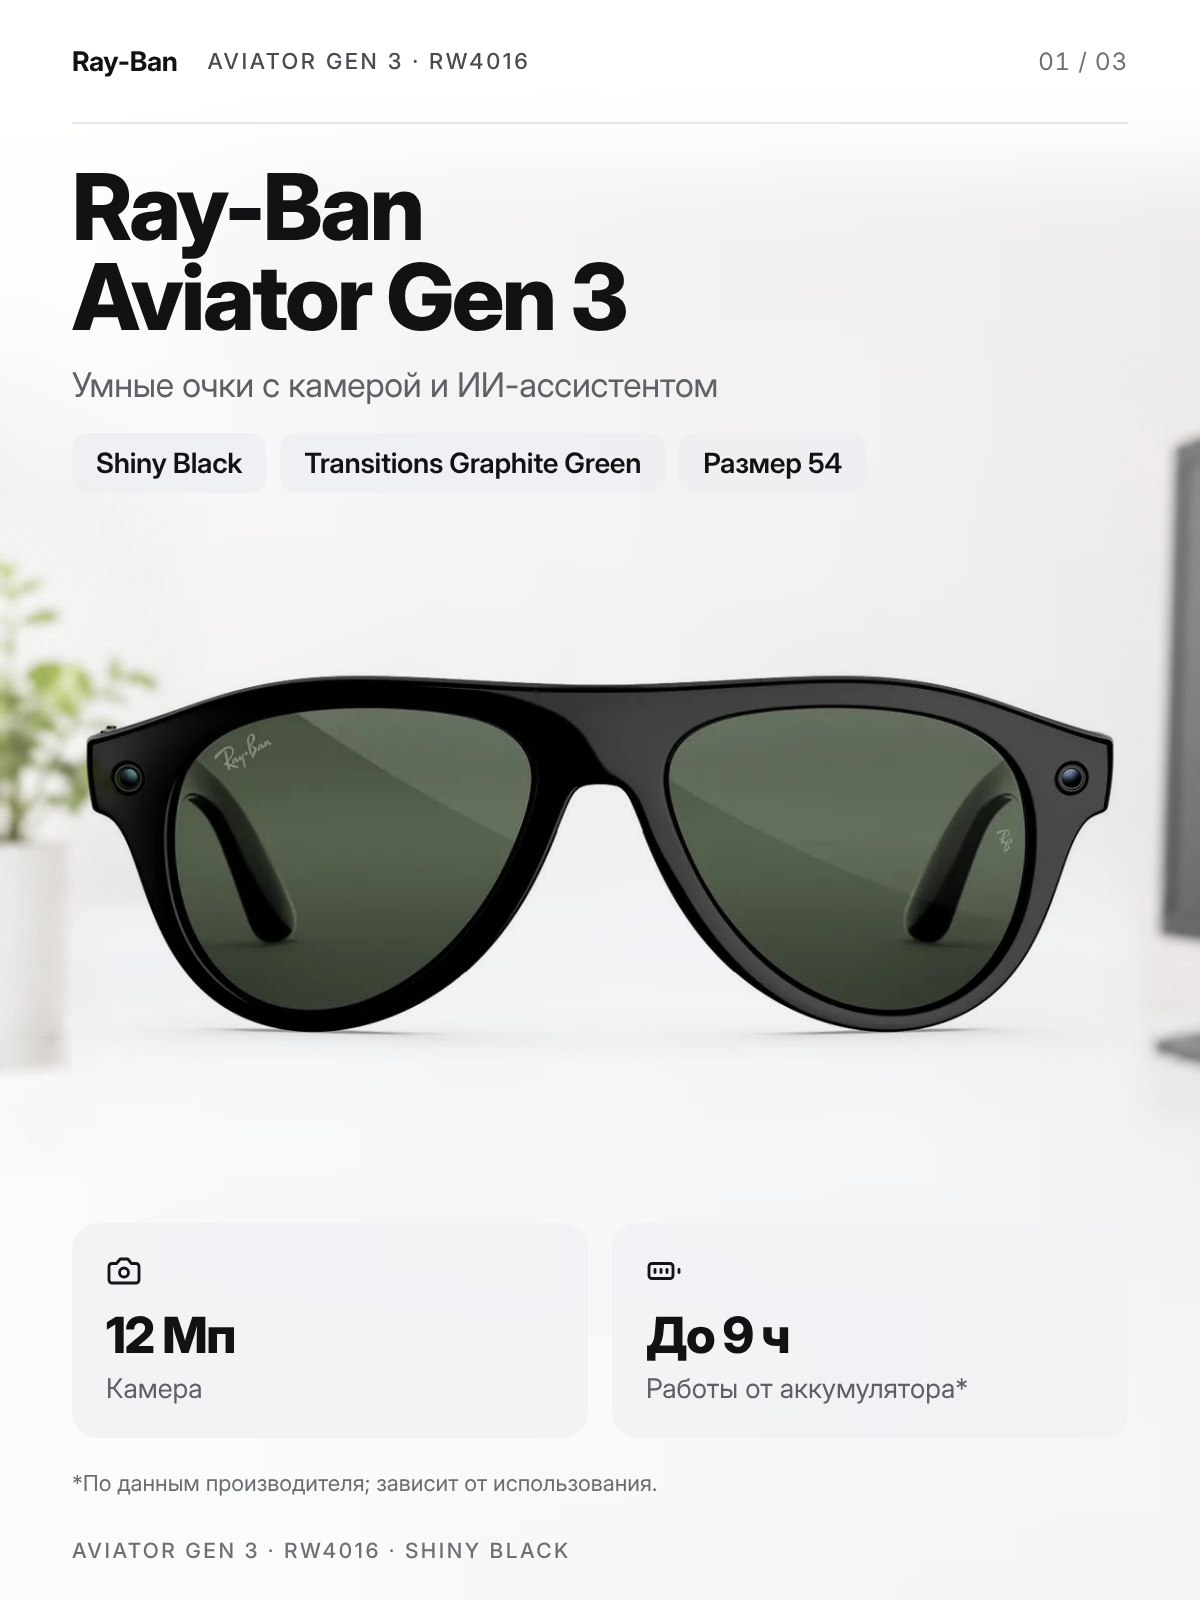 Ray-Ban AVIATOR GEN 3 · RW4016 01 / 03
Ray-Ban
Aviator Gen 3
Умные очки с камерой и ИИ-ассистентом
Shiny Black Transitions Graphite Green Размер 54
Ray-Ban
RB
12 Мп
Камера
До 9 ч
Работы от аккумулятора*
*По данным производителя; зависит от использования.
AVIATOR GEN 3 · RW4016 · SHINY BLACK